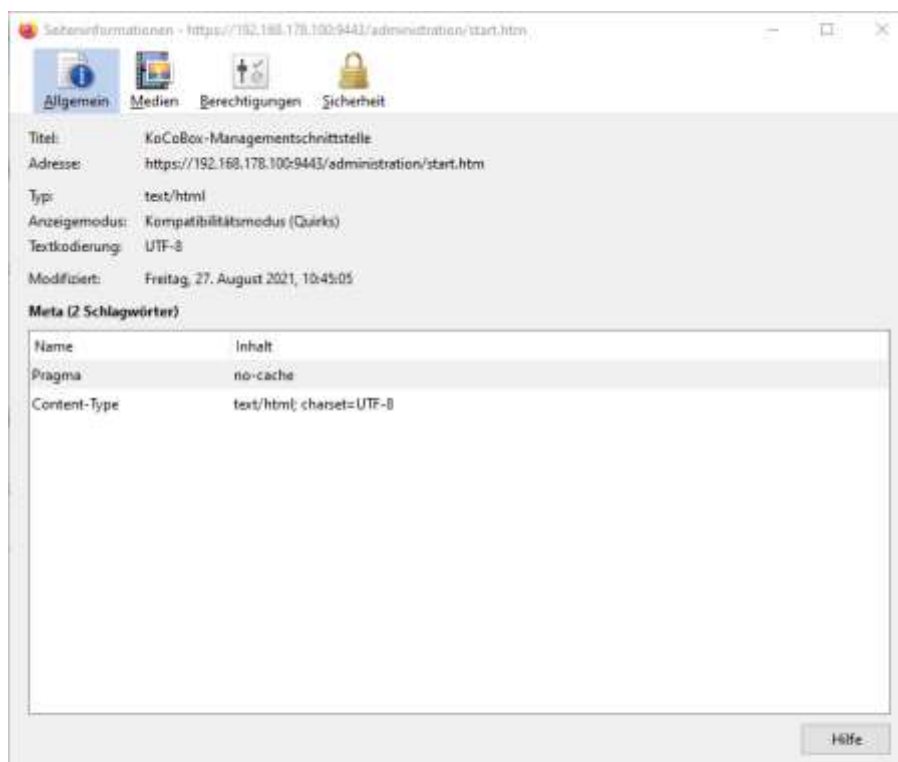 Seiteninformationen - https://192.168.178.100:9443/administration/start.htm
Allgemein Medien Berechtigungen Sicherheit
Titel: KoCoBox-Managementschnittstelle
Adresse: https://192.168.178.100:9443/administration/start.htm
Typ: text/html
Anzeigemodus: Kompatibilitätsmodus (Quirks)
Textkodierung: UTF-8
Modifiziert: Freitag, 27. August 2021, 10:45:05
Meta (2 Schlagwörter)
Name Inhalt
Pragma no-cache
Content-Type text/html; charset=UTF-8
Hilfe